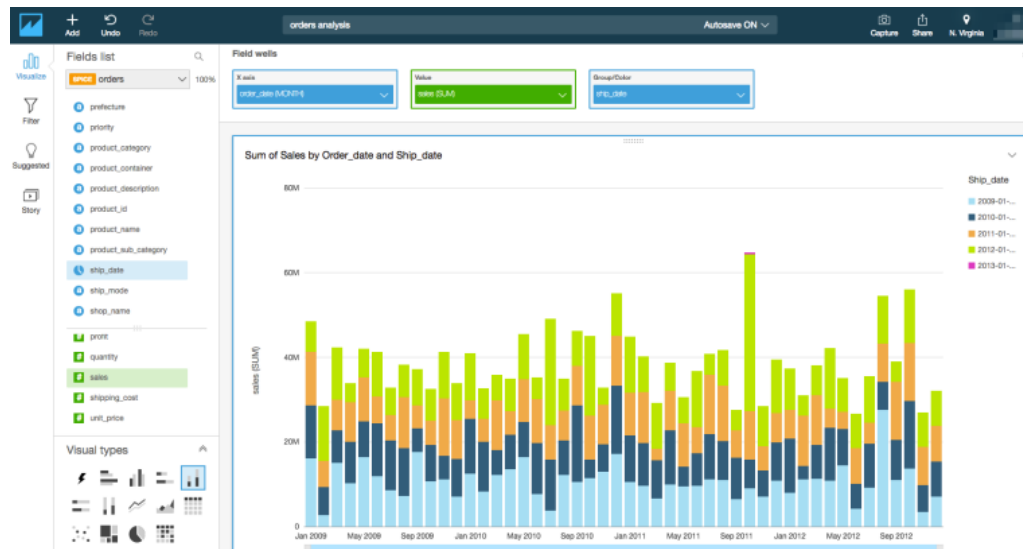 Add
Undo
Redo
orders analysis
Autosave ON
Capture
Share
N. Virginia
Visualize
Filter
Suggested
Story
Fields list
SPICE orders
100%
prefecture
priority
product_category
product_container
product_description
product_id
product_name
product_sub_category
ship_date
ship_mode
shop_name
profit
quantity
sales
shipping_cost
unit_price
Visual types
Field wells
X axis
order_date (MONTH)
Value
sales (SUM)
Group/Color
ship_date
Sum of Sales by Order_date and Ship_date
80M
60M
40M
20M
0
sales (SUM)
Jan 2009
May 2009
Sep 2009
Jan 2010
May 2010
Sep 2010
Jan 2011
May 2011
Sep 2011
Jan 2012
May 2012
Sep 2012
Ship_date
2009-01-...
2010-01-...
2011-01-...
2012-01-...
2013-01-...